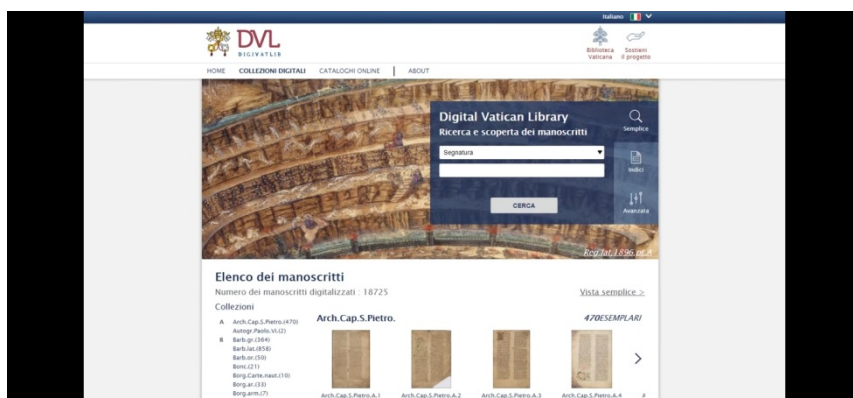 Italiano
DVL
DIGIVATLIB
Biblioteca Vaticana
Sostieni il progetto
HOME COLLEZIONI DIGITALI CATALOGHI ONLINE | ABOUT
Digital Vatican Library
Ricerca e scoperta dei manoscritti
Semplice
Segnatura
Indici
CERCA
Avanzata
Reg.lat.1896.pt.A
Elenco dei manoscritti
Numero dei manoscritti digitalizzati : 18725
Vista semplice >
Collezioni
A Arch.Cap.S.Pietro.(470)
Autogr.Paolo.VI.(2)
B Barb.gr.(364)
Barb.lat.(858)
Barb.or.(50)
Bonc.(21)
Borg.Carte.naut.(10)
Borg.ar.(33)
Borg.arm.(7)
Arch.Cap.S.Pietro.
470ESEMPLARI
Arch.Cap.S.Pietro.A.1 Arch.Cap.S.Pietro.A.2 Arch.Cap.S.Pietro.A.3 Arch.Cap.S.Pietro.A.4